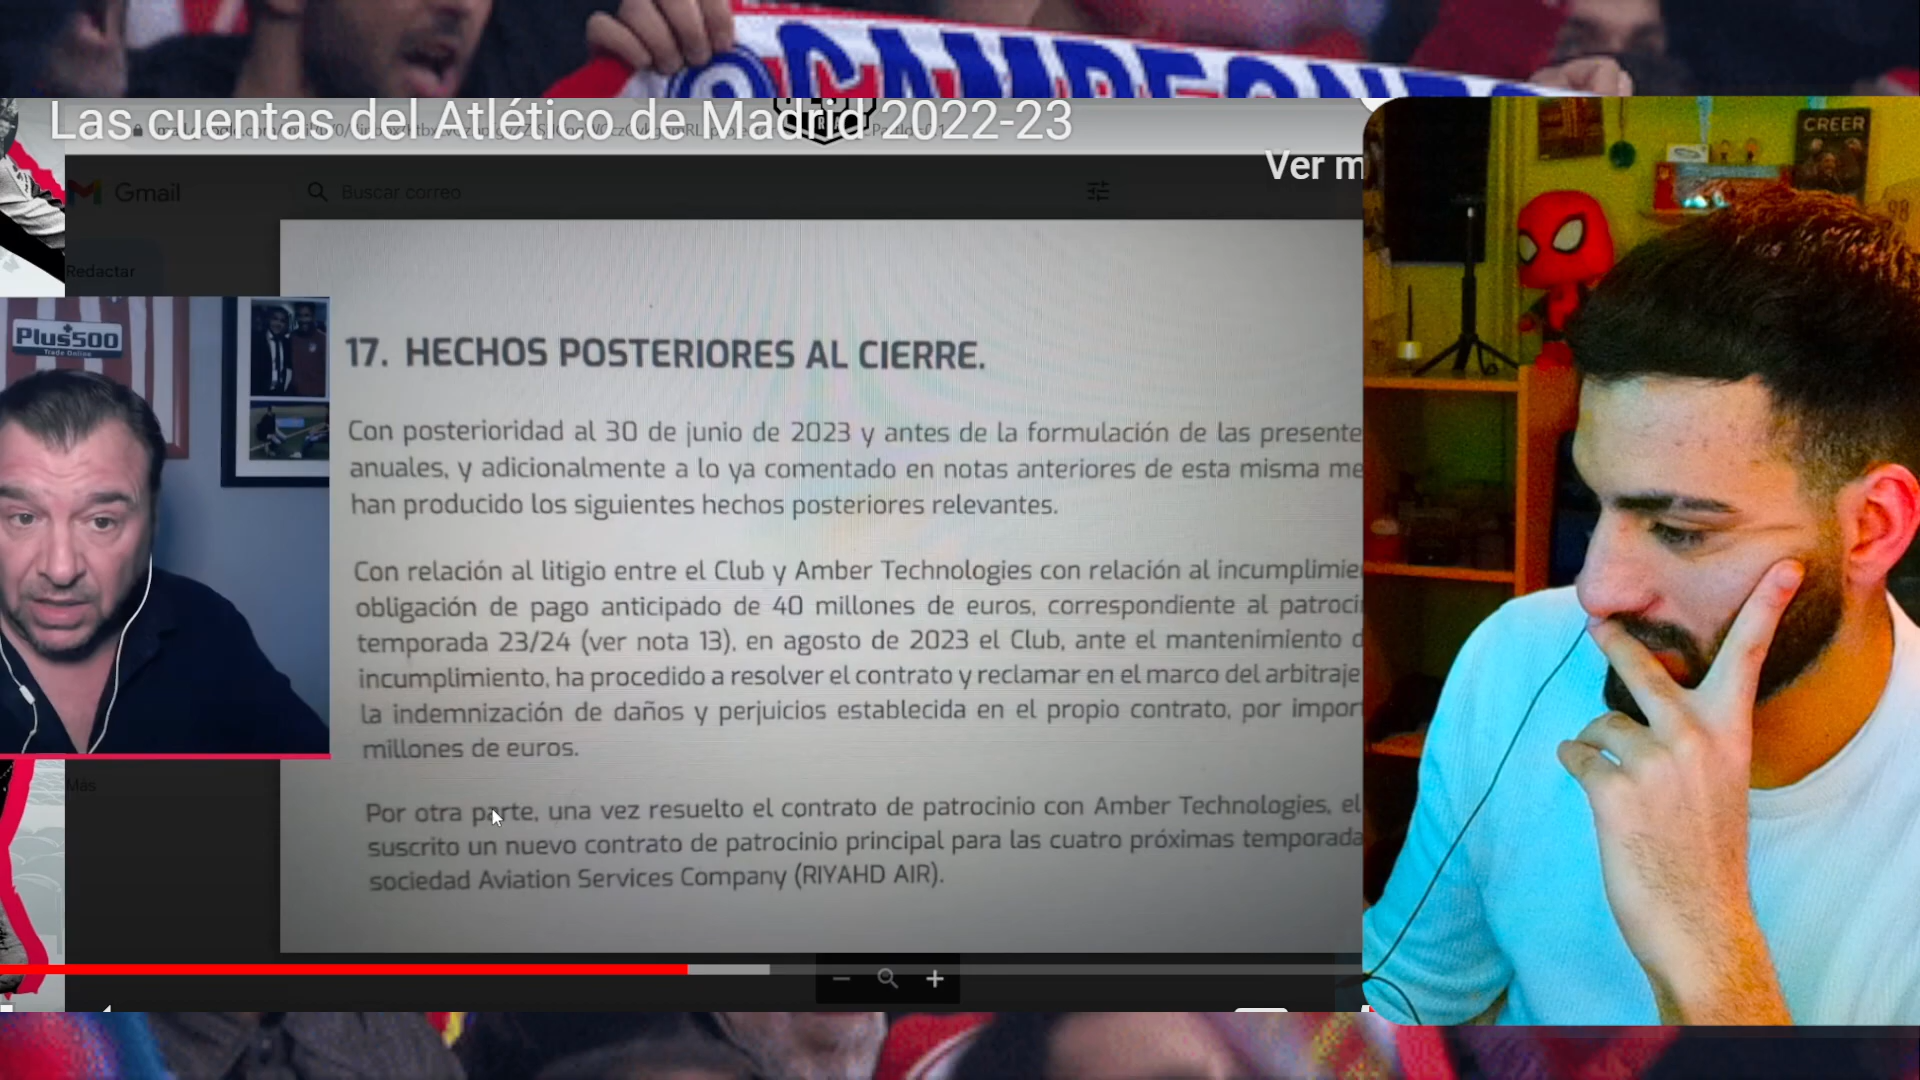 CAMPEONES
Las cuentas del Atlético de Madrid 2022-23
Ver m
CREER
98
Gmail
Buscar correo
Redactar
Plus500
Trade Online
17. HECHOS POSTERIORES AL CIERRE.
Con posterioridad al 30 de junio de 2023 y antes de la formulación de las presente
anuales, y adicionalmente a lo ya comentado en notas anteriores de esta misma me
han producido los siguientes hechos posteriores relevantes.
Con relación al litigio entre el Club y Amber Technologies con relación al incumplimie
obligación de pago anticipado de 40 millones de euros, correspondiente al patroci
temporada 23/24 (ver nota 13), en agosto de 2023 el Club, ante el mantenimiento d
incumplimiento, ha procedido a resolver el contrato y reclamar en el marco del arbitraje
la indemnización de daños y perjuicios establecida en el propio contrato, por impor
millones de euros.
Más
Por otra parte, una vez resuelto el contrato de patrocinio con Amber Technologies, el
suscrito un nuevo contrato de patrocinio principal para las cuatro próximas temporada
sociedad Aviation Services Company (RIYAHD AIR).